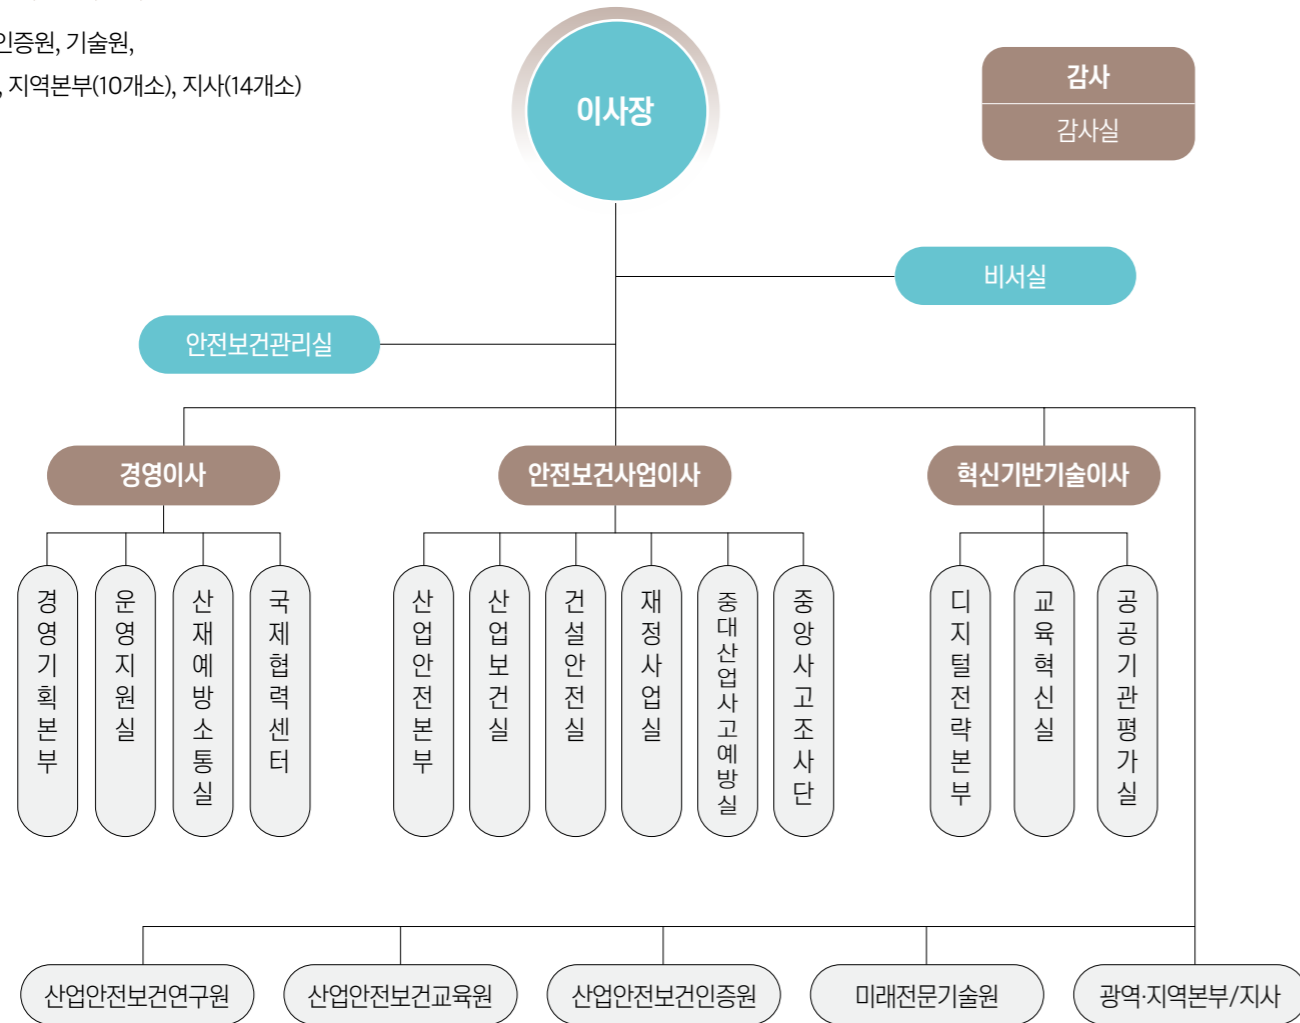 인증원, 기술원,
, 지역본부(10개소), 지사(14개소)
이사장
감사
감사실
비서실
안전보건관리실
경영이사
안전보건사업이사
혁신기반기술이사
경영기획본부
운영지원실
산재예방소통실
국제협력센터
산업안전본부
산업보건실
건설안전실
재정사업실
중대산업사고예방실
중앙사고조사단
디지털전략본부
교육혁신실
공공기관평가실
산업안전보건연구원
산업안전보건교육원
산업안전보건인증원
미래전문기술원
광역·지역본부/지사